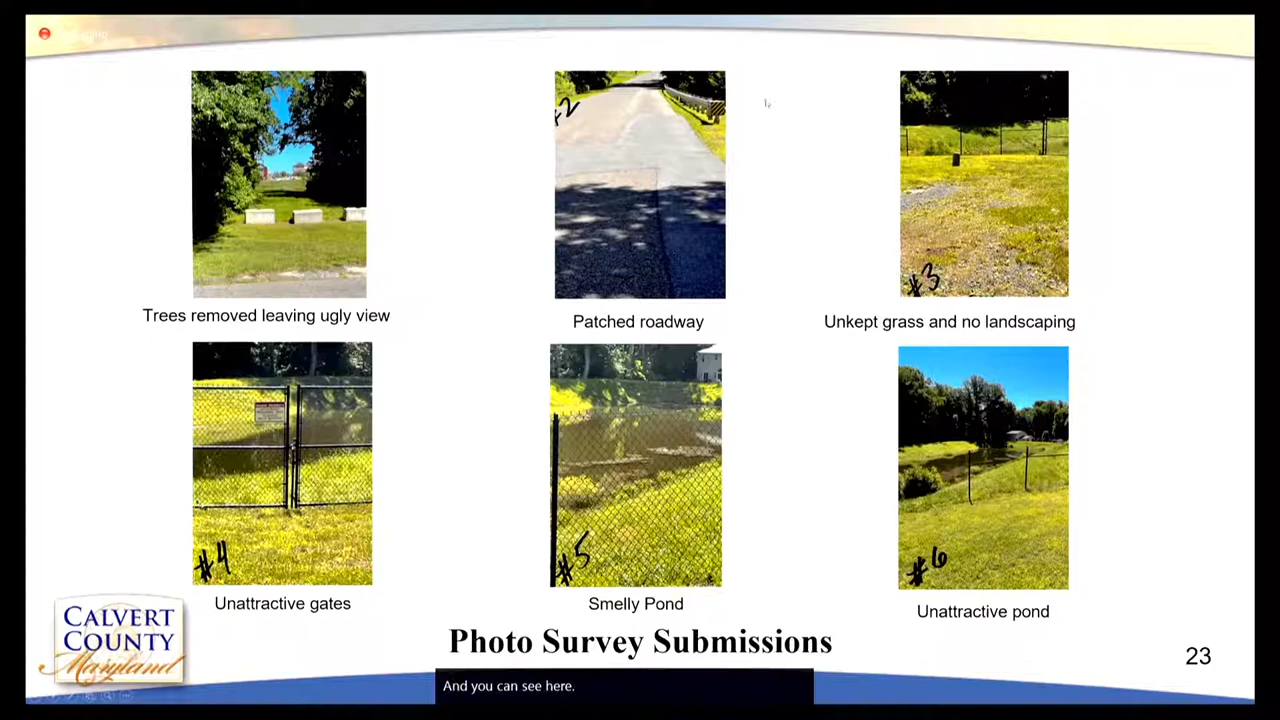 #2
#3
Trees removed leaving ugly view
Patched roadway
Unkept grass and no landscaping
#4
#5
#6
Unattractive gates
Smelly Pond
Unattractive pond
CALVERT
COUNTY
Maryland
Photo Survey Submissions
23
And you can see here.